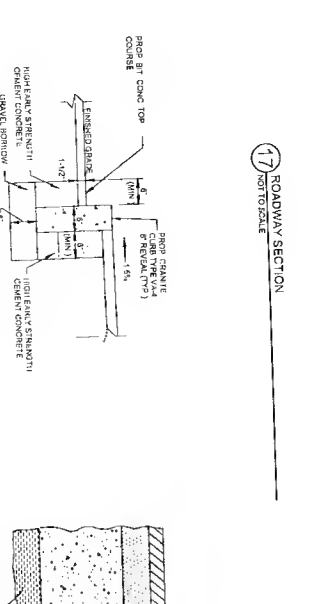 17 ROADWAY SECTION
NOT TO SCALE
PROP BIT CONC TOP
COURSE
FINISHED GRADE
6"
(MIN)
1-1/2"
PROP GRANITE
CURB TYPE VA-4
6" REVEAL (TYP)
1.5%
6"
6"
(MIN)
HIGH EARLY STRENGTH
CEMENT CONCRETE
HIGH EARLY STRENGTH
CEMENT CONCRETE
GRAVEL BORROW